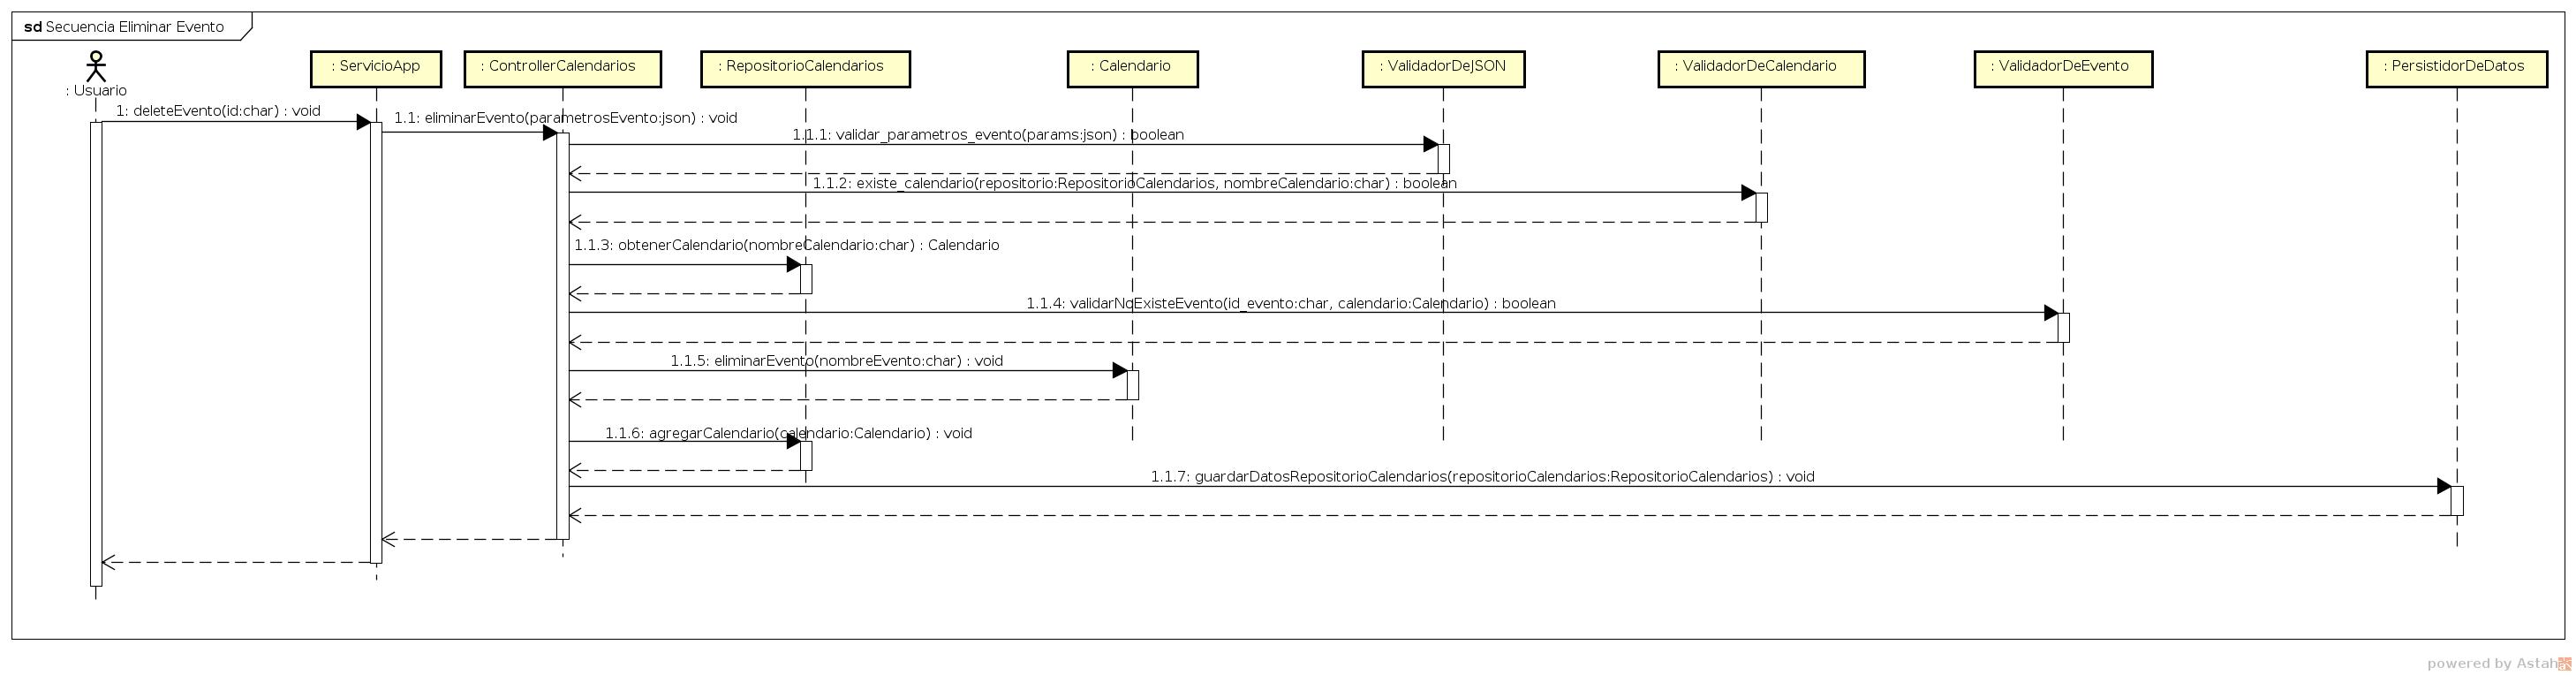 sd Secuencia Eliminar Evento
: Usuario
: ServicioApp
: ControllerCalendarios
: RepositorioCalendarios
: Calendario
: ValidadorDeJSON
: ValidadorDeCalendario
: ValidadorDeEvento
: PersistidorDeDatos
1: deleteEvento(id:char) : void
1.1: eliminarEvento(parametrosEvento:json) : void
1.1.1: validar_parametros_evento(params:json) : boolean
1.1.2: existe_calendario(repositorio:RepositorioCalendarios, nombreCalendario:char) : boolean
1.1.3: obtenerCalendario(nombreCalendario:char) : Calendario
1.1.4: validarNoExisteEvento(id_evento:char, calendario:Calendario) : boolean
1.1.5: eliminarEvento(nombreEvento:char) : void
1.1.6: agregarCalendario(calendario:Calendario) : void
1.1.7: guardarDatosRepositorioCalendarios(repositorioCalendarios:RepositorioCalendarios) : void
powered by Astah